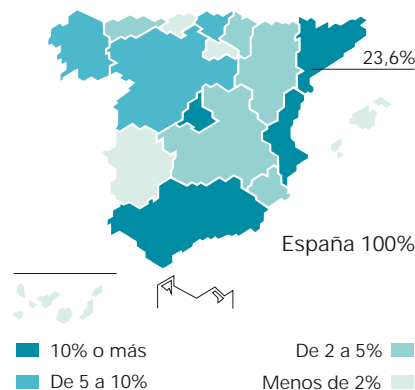 23,6%
España 100%
10% o más
De 2 a 5%
De 5 a 10%
Menos de 2%